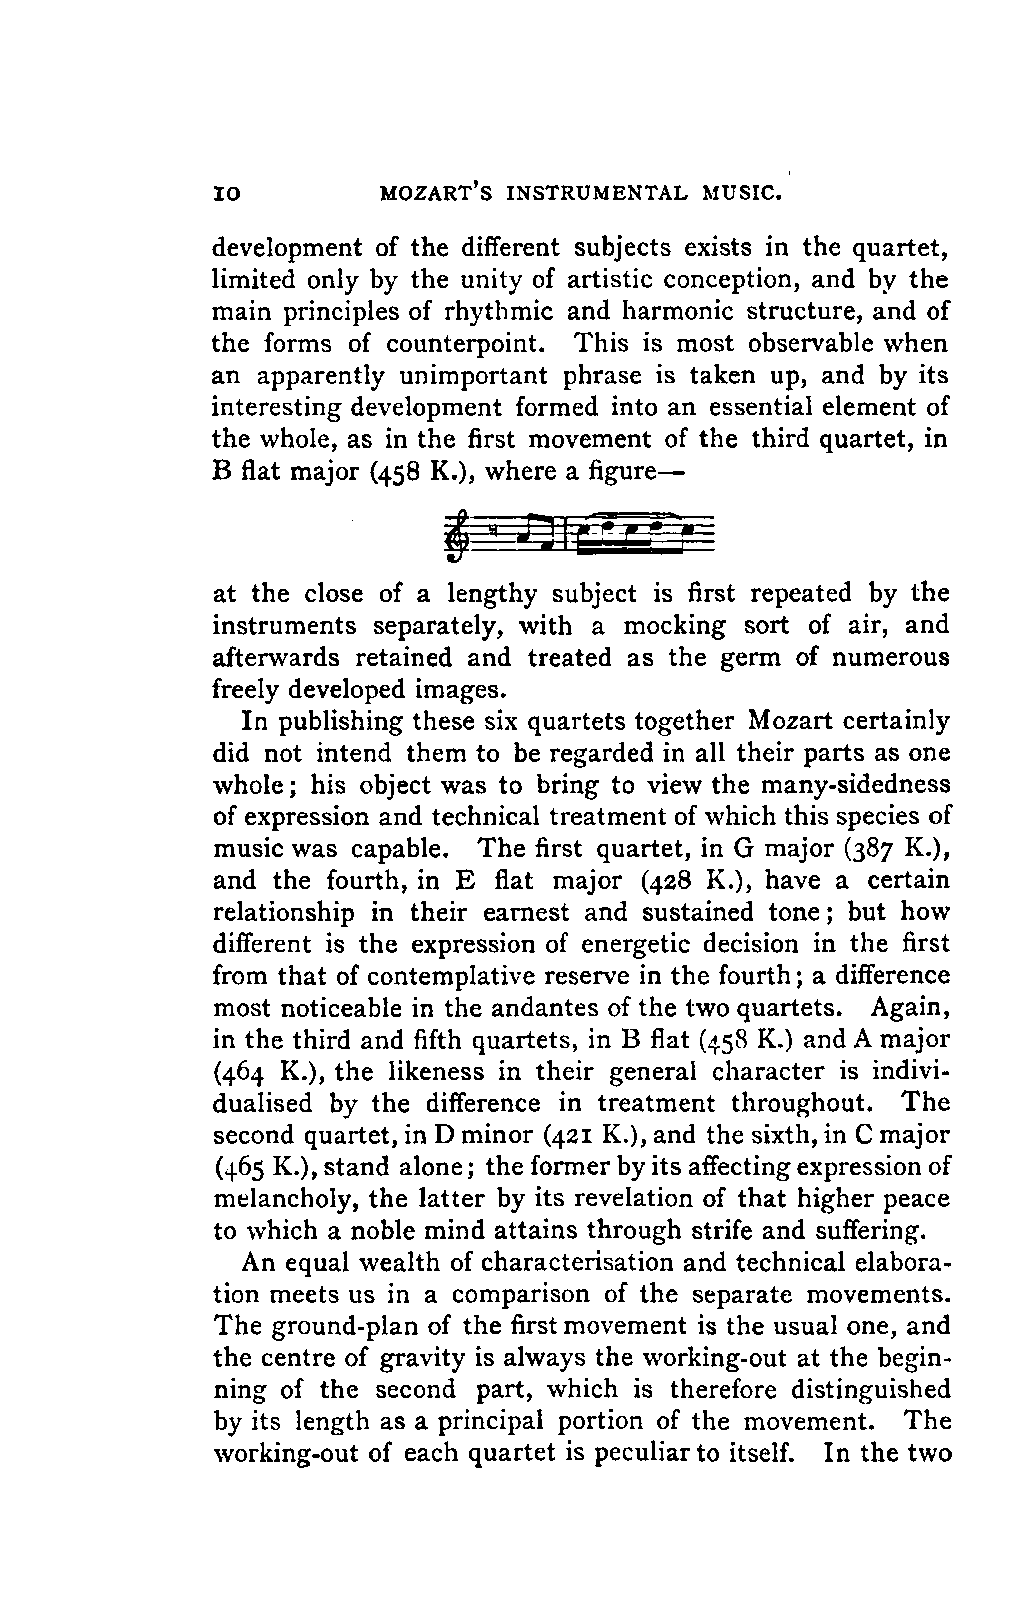 10 MOZART'S INSTRUMENTAL MUSIC.
development of the different subjects exists in the quartet,
limited only by the unity of artistic conception, and by the
main principles of rhythmic and harmonic structure, and of
the forms of counterpoint. This is most observable when
an apparently unimportant phrase is taken up, and by its
interesting development formed into an essential element of
the whole, as in the first movement of the third quartet, in
B flat major (458 K.), where a figure—
at the close of a lengthy subject is first repeated by the
instruments separately, with a mocking sort of air, and
afterwards retained and treated as the germ of numerous
freely developed images.
In publishing these six quartets together Mozart certainly
did not intend them to be regarded in all their parts as one
whole; his object was to bring to view the many-sidedness
of expression and technical treatment of which this species of
music was capable. The first quartet, in G major (387 K.),
and the fourth, in E flat major (428 K.), have a certain
relationship in their earnest and sustained tone; but how
different is the expression of energetic decision in the first
from that of contemplative reserve in the fourth; a difference
most noticeable in the andantes of the two quartets. Again,
in the third and fifth quartets, in B flat (458 K.) and A major
(464 K.), the likeness in their general character is indivi-
dualised by the difference in treatment throughout. The
second quartet, in D minor (421 K.), and the sixth, in C major
(465 K.), stand alone; the former by its affecting expression of
melancholy, the latter by its revelation of that higher peace
to which a noble mind attains through strife and suffering.
An equal wealth of characterisation and technical elabora-
tion meets us in a comparison of the separate movements.
The ground-plan of the first movement is the usual one, and
the centre of gravity is always the working-out at the begin-
ning of the second part, which is therefore distinguished
by its length as a principal portion of the movement. The
working-out of each quartet is peculiar to itself. In the two